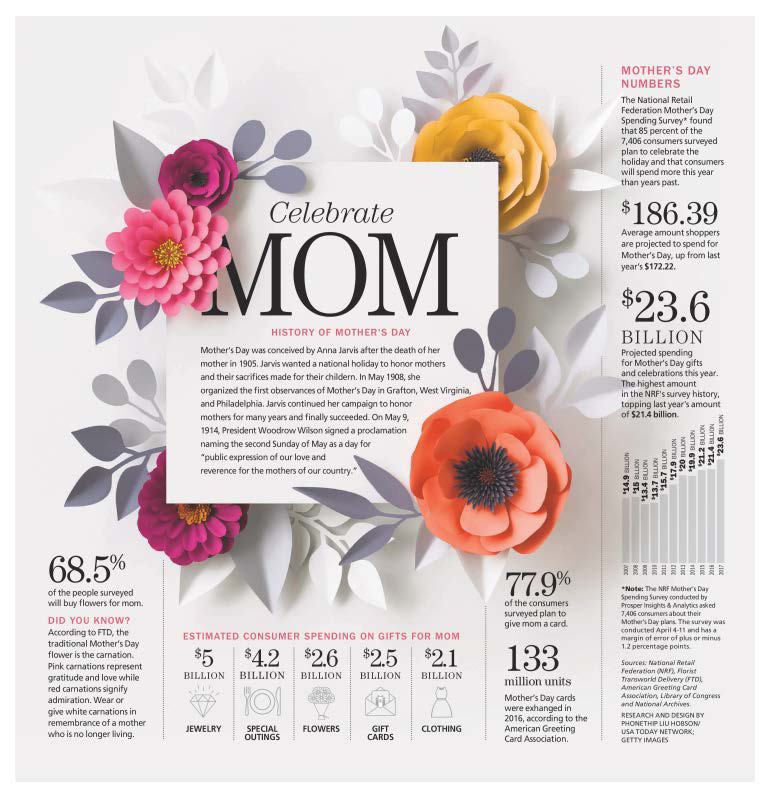 Celebrate
MOM
HISTORY OF MOTHER'S DAY
Mother's Day was conceived by Anna Jarvis after the death of her
mother in 1905. Jarvis wanted a national holiday to honor mothers
and their sacrifices made for their childern. In May 1908, she
organized the first observances of Mother's Day in Grafton, West Virginia,
and Philadelphia. Jarvis continued her campaign to honor
mothers for many years and finally succeeded. On May 9,
1914, President Woodrow Wilson signed a proclamation
naming the second Sunday of May as a day for
“public expression of our love and
reverence for the mothers of our country.”
68.5%
of the people surveyed
will buy flowers for mom.
DID YOU KNOW?
According to FTD, the
traditional Mother's Day
flower is the carnation.
Pink carnations represent
gratitude and love while
red carnations signify
admiration. Wear or
give white carnations in
remembrance of a mother
who is no longer living.
ESTIMATED CONSUMER SPENDING ON GIFTS FOR MOM
$5
BILLION
JEWELRY
$4.2
BILLION
SPECIAL
OUTINGS
$2.6
BILLION
FLOWERS
$2.5
BILLION
GIFT
CARDS
$2.1
BILLION
CLOTHING
77.9%
of the consumers
surveyed plan to
give mom a card.
133
million units
Mother's Day cards
were exhanged in
2016, according to the
American Greeting
Card Association.
MOTHER'S DAY
NUMBERS
The National Retail
Federation Mother's Day
Spending Survey* found
that 85 percent of the
7,406 consumers surveyed
plan to celebrate the
holiday and that consumers
will spend more this year
than years past.
$186.39
Average amount shoppers
are projected to spend for
Mother's Day, up from last
year's $172.22.
$23.6
BILLION
Projected spending
for Mother's Day gifts
and celebrations this year.
The highest amount
in the NRF's survey history,
topping last year's amount
of $21.4 billion.
$14.9 BILLION
$15 BILLION
$13.4 BILLION
$13.7 BILLION
$15.7 BILLION
$17.9 BILLION
$20 BILLION
$19.9 BILLION
$21.2 BILLION
$21.4 BILLION
$23.6 BILLION
2007
2008
2009
2010
2011
2012
2013
2014
2015
2016
2017
*Note: The NRF Mother's Day
Spending Survey conducted by
Prosper Insights & Analytics asked
7,406 consumers about their
Mother's Day plans. The survey was
conducted April 4-11 and has a
margin of error of plus or minus
1.2 percentage points.
Sources: National Retail
Federation (NRF), Florist
Transworld Delivery (FTD),
American Greeting Card
Association, Library of Congress
and National Archives.
RESEARCH AND DESIGN BY
PHONETHIP LIU HOBSON/
USA TODAY NETWORK;
GETTY IMAGES